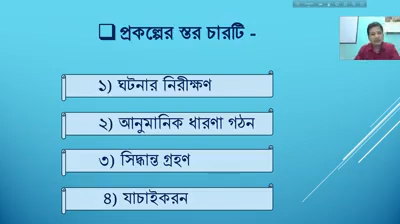 প্রকল্পের স্তর চারটি -
১) ঘটনার নিরীক্ষণ
২) আনুমানিক ধারণা গঠন
৩) সিদ্ধান্ত গ্রহণ
৪) যাচাইকরন